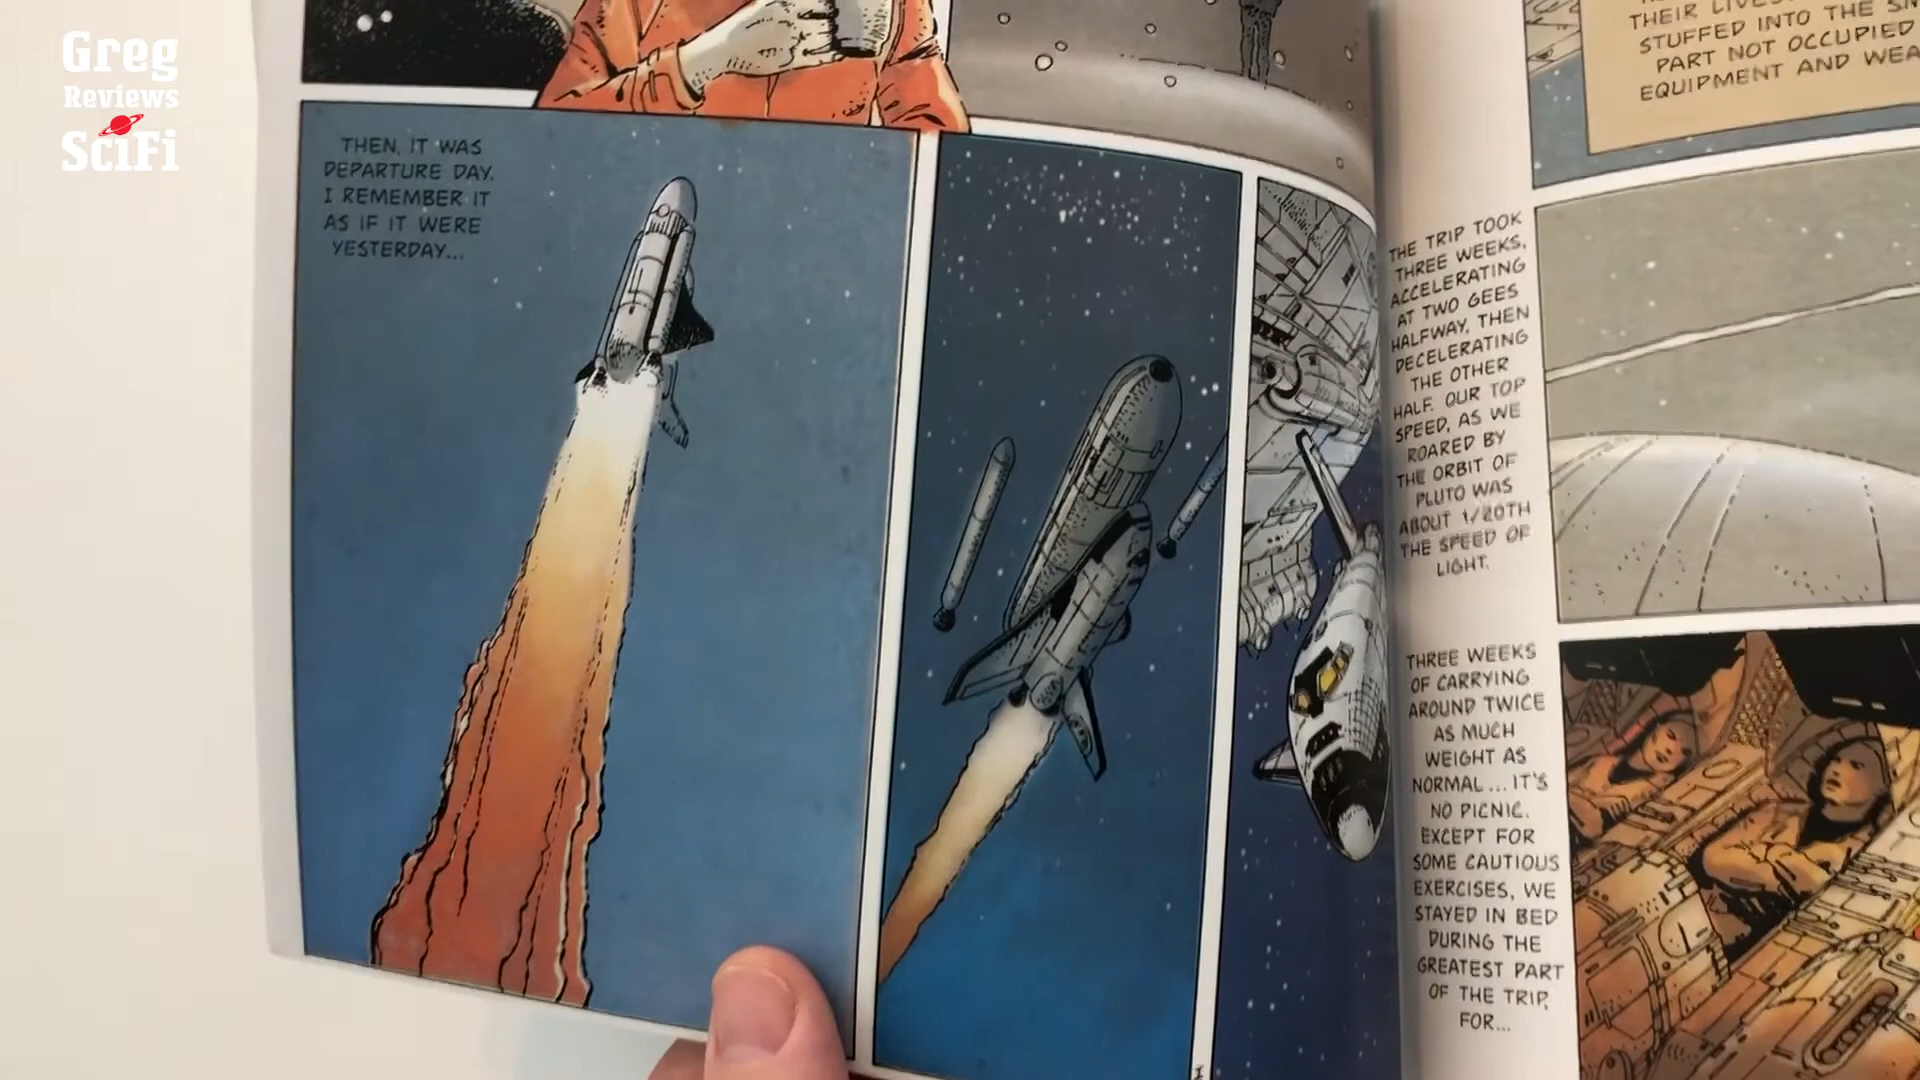 Greg
Reviews
SciFi
THEN, IT WAS
DEPARTURE DAY.
I REMEMBER IT
AS IF IT WERE
YESTERDAY...
THEIR LIVES
STUFFED INTO THE
PART NOT OCCUPIED
EQUIPMENT AND
THE TRIP TOOK
THREE WEEKS,
ACCELERATING
AT TWO GEES
HALFWAY, THEN
DECELERATING
THE OTHER
HALF. OUR TOP
SPEED, AS WE
ROARED BY
THE ORBIT OF
PLUTO WAS
ABOUT 1/20TH
THE SPEED OF
LIGHT.
THREE WEEKS
OF CARRYING
AROUND TWICE
AS MUCH
WEIGHT AS
NORMAL... IT'S
NO PICNIC.
EXCEPT FOR
SOME CAUTIOUS
EXERCISES, WE
STAYED IN BED
DURING THE
GREATEST PART
OF THE TRIP,
FOR...